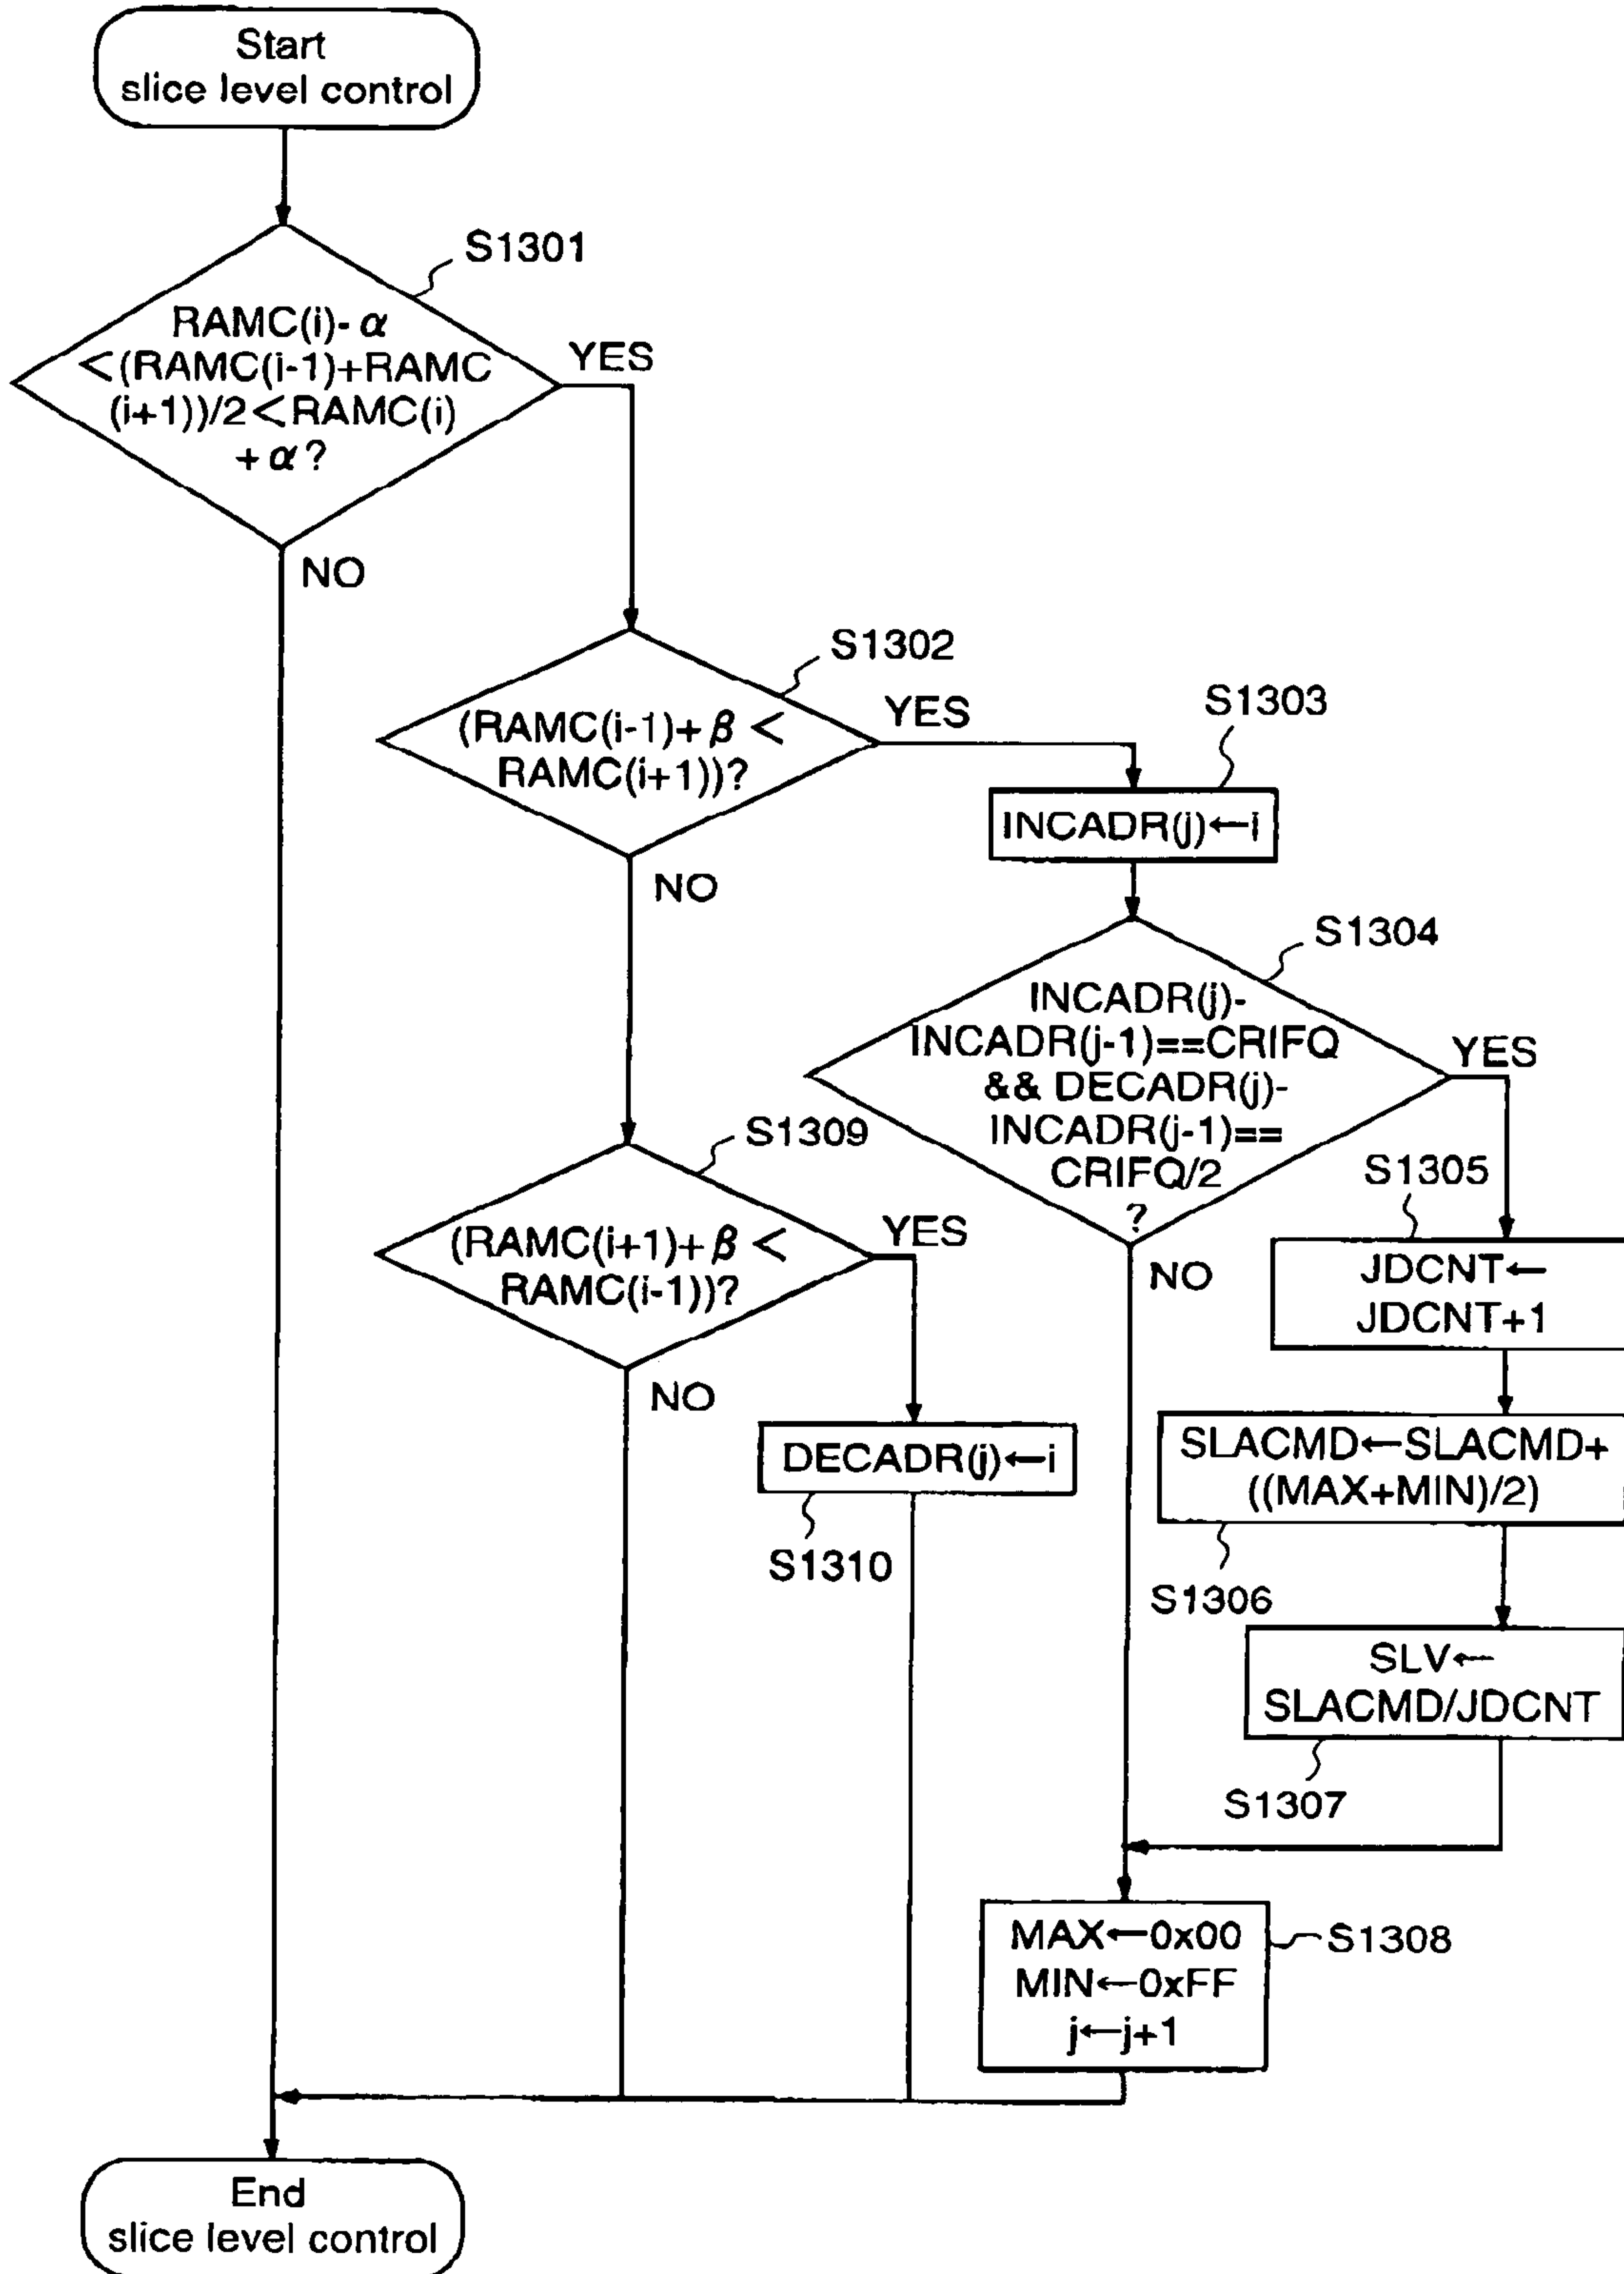 Start
slice level control
S1301
RAMC(i)- α
<(RAMC(i-1)+RAMC
(i+1))/2<RAMC(i)
+ α ?
YES
NO
S1302
(RAMC(i-1)+ β <
RAMC(i+1))?
YES
NO
S1303
INCADR(j)←i
S1304
INCADR(j)-
INCADR(j-1)==CRIFQ
&& DECADR(j)-
INCADR(j-1)==
CRIFQ/2
?
YES
NO
S1305
JDCNT←
JDCNT+1
SLACMD←SLACMD+
((MAX+MIN)/2)
S1306
SLV←
SLACMD/JDCNT
S1307
S1309
(RAMC(i+1)+ β <
RAMC(i-1))?
YES
NO
DECADR(j)←i
S1310
MAX←0x00
MIN←0xFF
j←j+1
S1308
End
slice level control